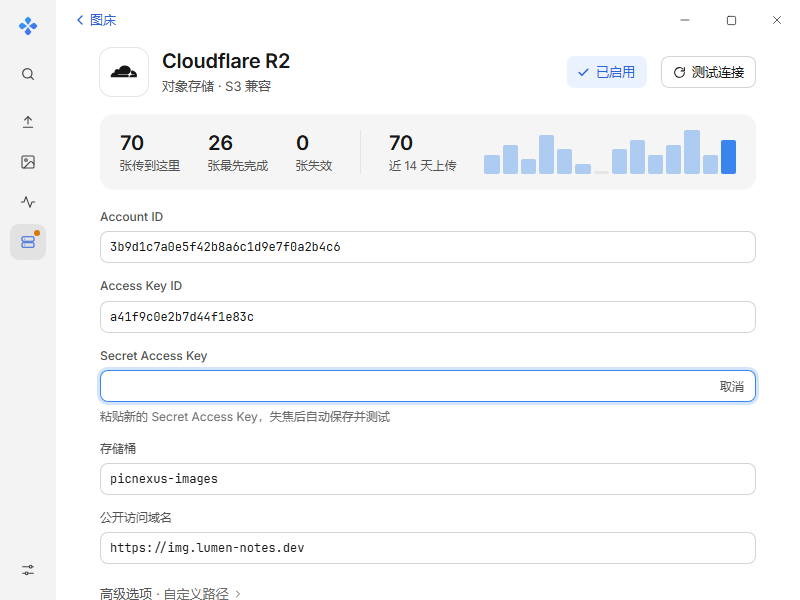 图床
Cloudflare R2
对象存储 · S3 兼容
已启用
测试连接
70
张传到这里
26
张最先完成
0
张失效
70
近 14 天上传
Account ID
3b9d1c7a0e5f42b8a6c1d9e7f0a2b4c6
Access Key ID
a41f9c0e2b7d44f1e83c
Secret Access Key
取消
粘贴新的 Secret Access Key，失焦后自动保存并测试
存储桶
picnexus-images
公开访问域名
https://img.lumen-notes.dev
高级选项 · 自定义路径